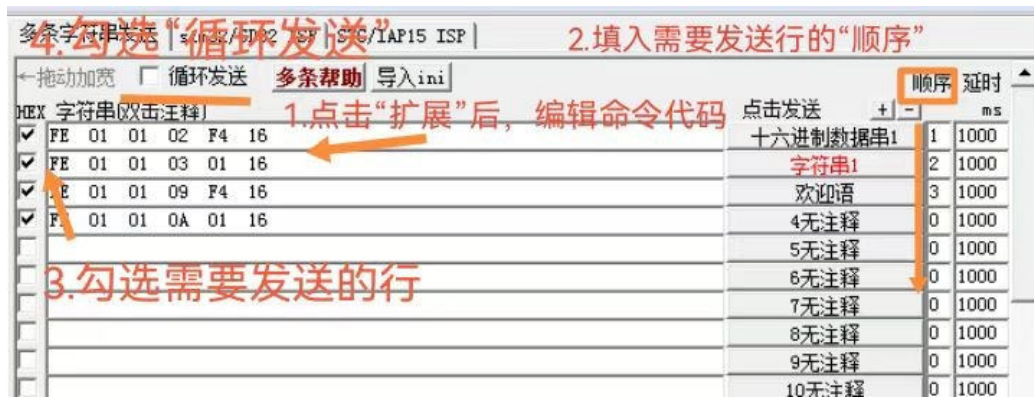 多条字符串发送 stm32/GD32 ISP STC/IAP15 ISP
4.勾选“循环发送”
2.填入需要发送行的“顺序”
←拖动加宽 循环发送 多条帮助 导入ini 顺序 延时
HEX 字符串(双击注释) 点击发送 + - ms
1.点击“扩展”后，编辑命令代码
FE 01 01 02 F4 16 十六进制数据串1 1 1000
FE 01 01 03 01 16 字符串1 2 1000
FE 01 01 09 F4 16 欢迎语 3 1000
FE 01 01 0A 01 16 4无注释 0 1000
5无注释 0 1000
3.勾选需要发送的行
6无注释 0 1000
7无注释 0 1000
8无注释 0 1000
9无注释 0 1000
10无注释 0 1000